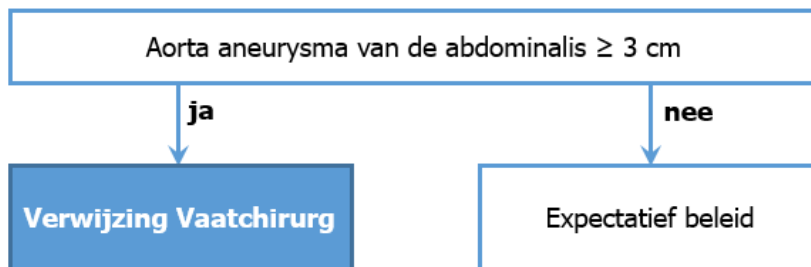 Aorta aneurysma van de abdominalis ≥ 3 cm
ja
nee
Verwijzing Vaatchirurg
Expectatief beleid